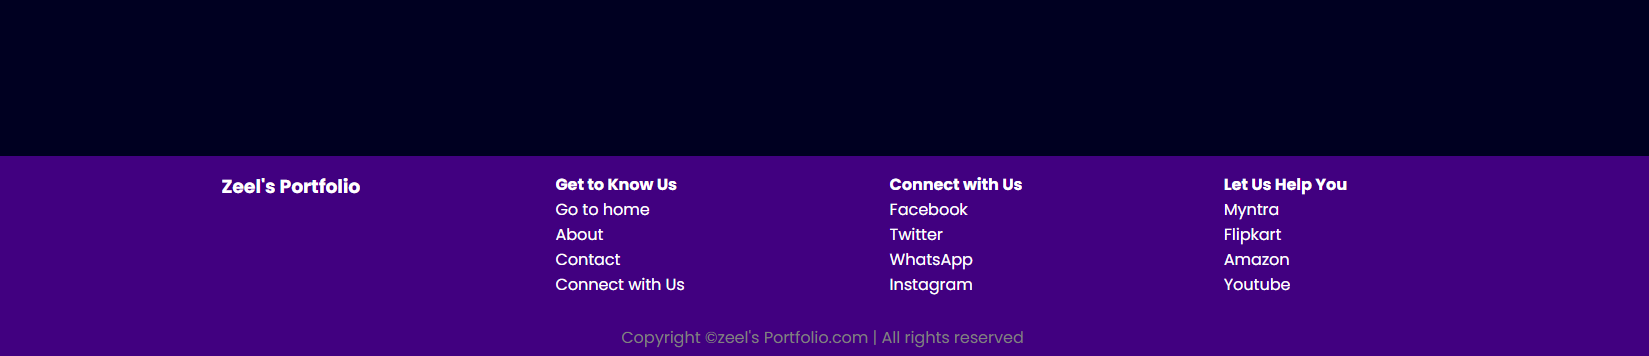 Zeel's Portfolio
Get to Know Us
Go to home
About
Contact
Connect with Us
Connect with Us
Facebook
Twitter
WhatsApp
Instagram
Let Us Help You
Myntra
Flipkart
Amazon
Youtube
Copyright ©zeel's Portfolio.com | All rights reserved